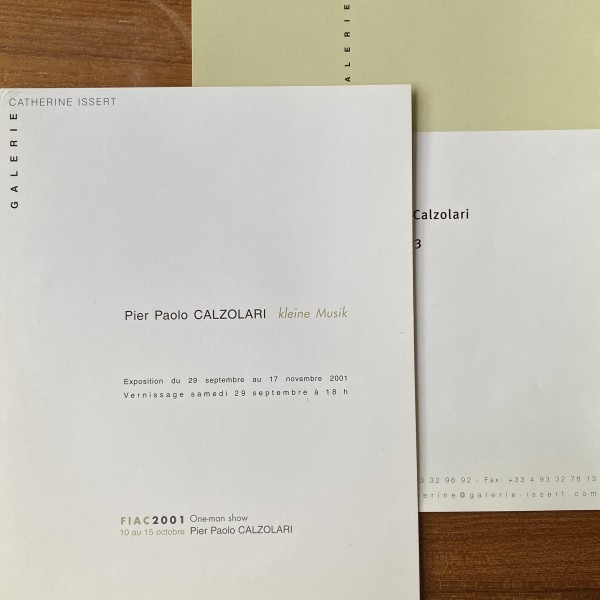 CATHERINE ISSERT
GALERIE
Pier Paolo CALZOLARI kleine Musik
Exposition du 29 septembre au 17 novembre 2001
Vernissage samedi 29 septembre à 18 h
FIAC2001 One-man show
10 au 15 octobre Pier Paolo CALZOLARI
ALERIE
Calzolari
3
3 32 96 92 - Fax: +33 4 93 32 78 13
erine@galerie-issert.com